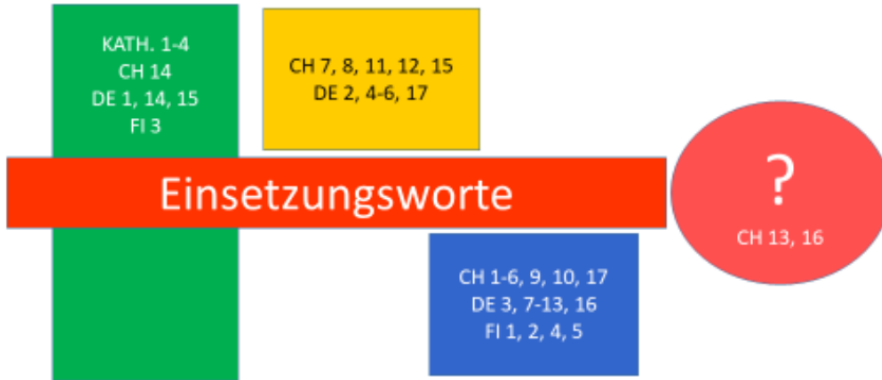 KATH. 1-4
CH 14
DE 1, 14, 15
FI 3
CH 7, 8, 11, 12, 15
DE 2, 4-6, 17
Einsetzungsworte
?
CH 13, 16
CH 1-6, 9, 10, 17
DE 3, 7-13, 16
FI 1, 2, 4, 5